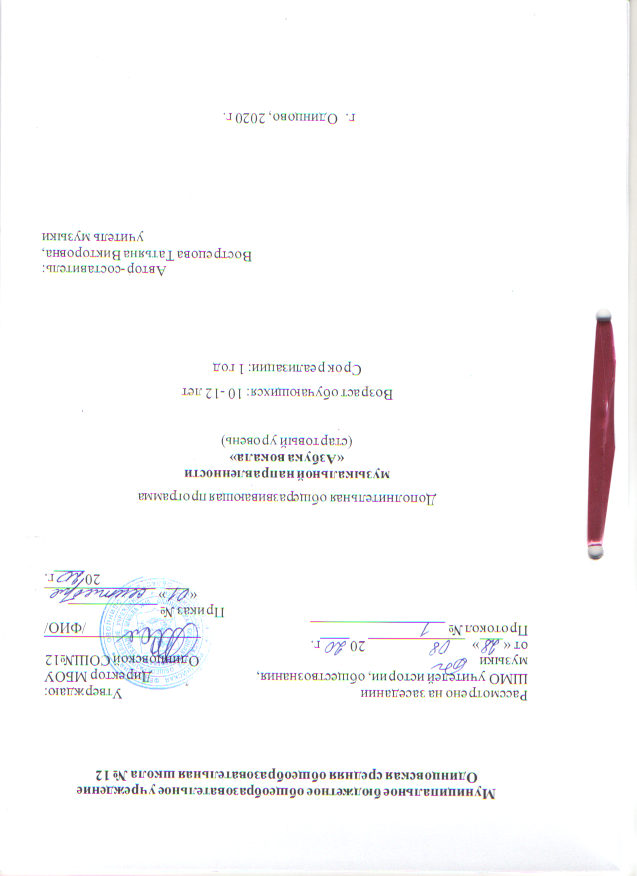 Муниципальное бюджетное общеобразовательное учреждение
Одинцовская средняя общеобразовательная школа № 12
Рассмотрено на заседании
ШМО учителей истории, обществознания,
музыки
от « 28 » 08 20 20 г.
Протокол № 1
Утверждаю:
Директор МБОУ
Одинцовской СОШ№12
/ФИО/
Приказ №
« 01 » сентября
20 20 г.
Дополнительная общеразвивающая программа
музыкальной направленности
«Азбука вокала»
(стартовый уровень)
Возраст обучающихся: 10 -12 лет
Срок реализации: 1 год
Автор -составитель:
Вострецова Татьяна Викторовна,
учитель музыки
г. Одинцово, 2020 г.